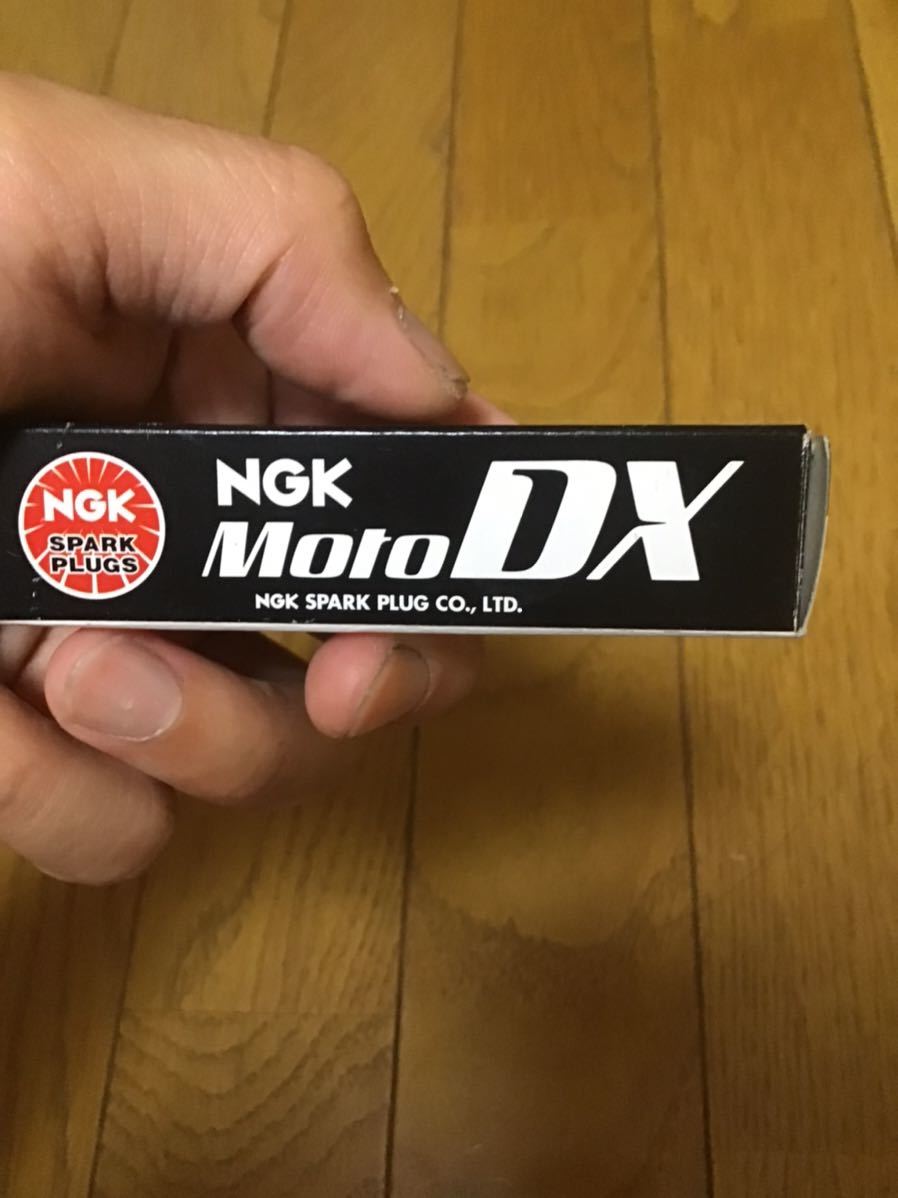 NGK
SPARK
PLUGS
NGK
MotoDX
NGK SPARK PLUG CO., LTD.